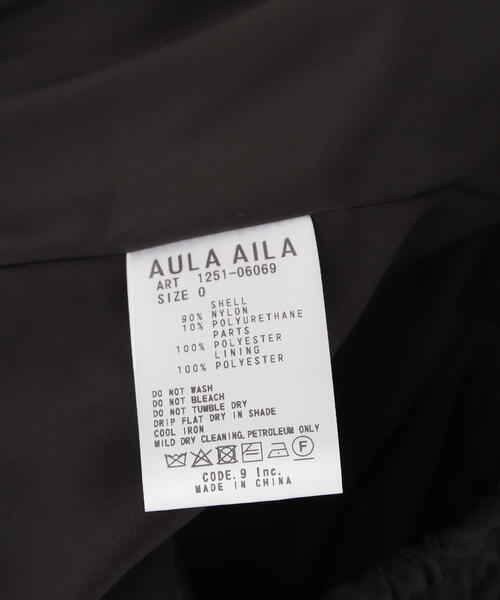 AULA AILA
ART 1251-06069
SIZE 0
SHELL
90% NYLON
10% POLYURETHANE
PARTS
100% POLYESTER
LINING
100% POLYESTER
DO NOT WASH
DO NOT BLEACH
DO NOT TUMBLE DRY
DRIP FLAT DRY IN SHADE
COOL IRON
MILD DRY CLEANING, PETROLEUM ONLY
F
CODE.9 Inc.
MADE IN CHINA